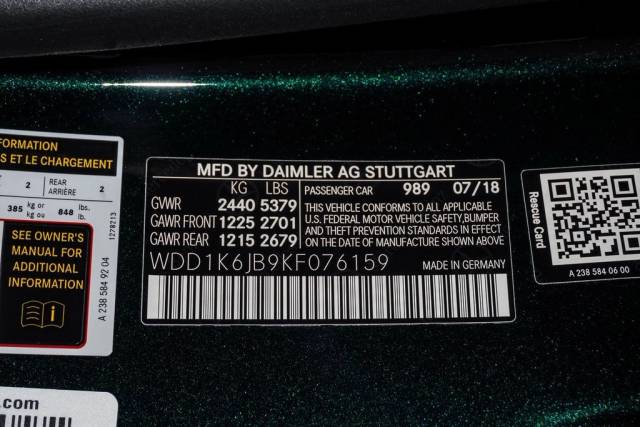 FORMATION
S ET LE CHARGEMENT
2 REAR ARRIÈRE 2
385 kg or kg ou 848 lbs. lb.
1278213
SEE OWNER'S
MANUAL FOR
ADDITIONAL
INFORMATION
A 238 584 92 04
.com
MFD BY DAIMLER AG STUTTGART
KG LBS
GVWR 2440 5379
GAWR FRONT 1225 2701
GAWR REAR 1215 2679
PASSENGER CAR 989 07/18
THIS VEHICLE CONFORMS TO ALL APPLICABLE
U.S. FEDERAL MOTOR VEHICLE SAFETY,BUMPER
AND THEFT PREVENTION STANDARDS IN EFFECT
ON THE DATE OF MANUFACTURE SHOWN ABOVE
WDD1K6JB9KF076159 MADE IN GERMANY
Rescue Card
A 238 584 06 00